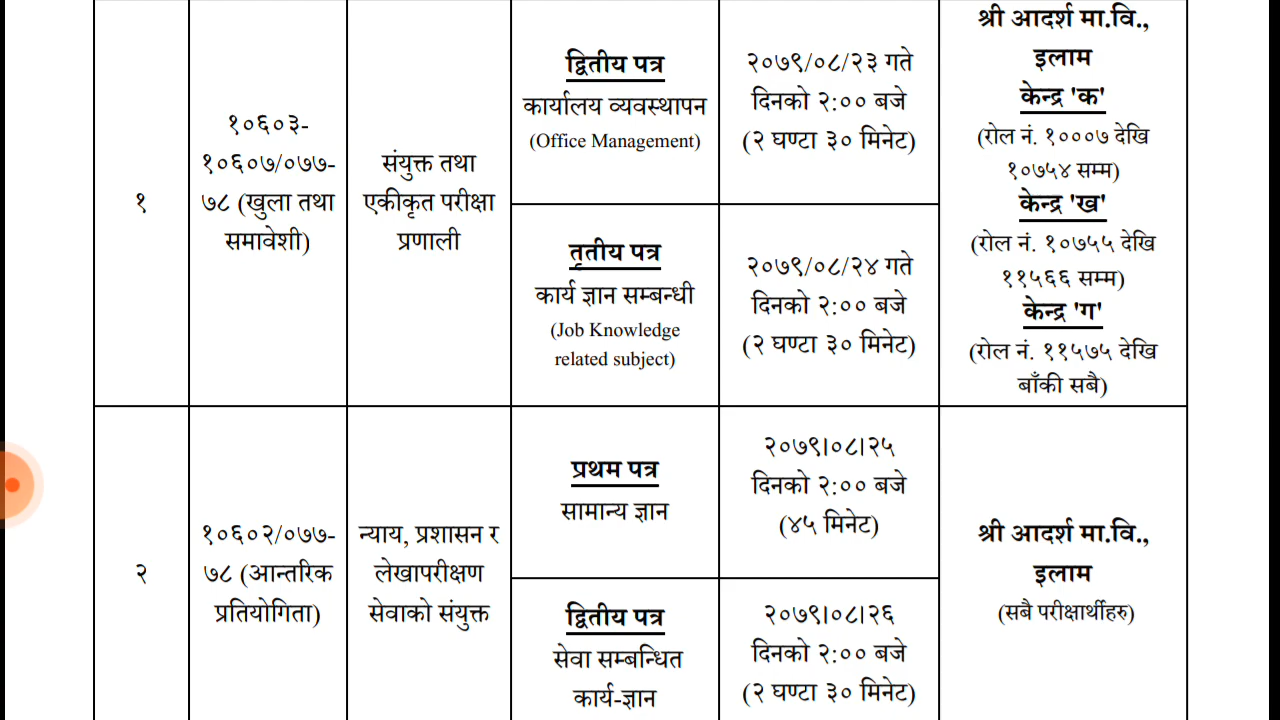 १
१०६०३-
१०६०७/०७७-
७८ (खुला तथा
समावेशी)
संयुक्त तथा
एकीकृत परीक्षा
प्रणाली
द्वितीय पत्र
कार्यालय व्यवस्थापन
(Office Management)
२०७९/०८/२३ गते
दिनको २:०० बजे
(२ घण्टा ३० मिनेट)
तृतीय पत्र
कार्य ज्ञान सम्बन्धी
(Job Knowledge
related subject)
२०७९/०८/२४ गते
दिनको २:०० बजे
(२ घण्टा ३० मिनेट)
श्री आदर्श मा.वि.,
इलाम
केन्द्र 'क'
(रोल नं. १०००७ देखि
१०७५४ सम्म)
केन्द्र 'ख'
(रोल नं. १०७५५ देखि
११५६६ सम्म)
केन्द्र 'ग'
(रोल नं. ११५७५ देखि
बाँकी सबै)
२
१०६०२/०७७-
७८ (आन्तरिक
प्रतियोगिता)
न्याय, प्रशासन र
लेखापरीक्षण
सेवाको संयुक्त
प्रथम पत्र
सामान्य ज्ञान
२०७९।०८।२५
दिनको २:०० बजे
(४५ मिनेट)
द्वितीय पत्र
सेवा सम्बन्धित
कार्य-ज्ञान
२०७९।०८।२६
दिनको २:०० बजे
(२ घण्टा ३० मिनेट)
श्री आदर्श मा.वि.,
इलाम
(सबै परीक्षार्थीहरु)